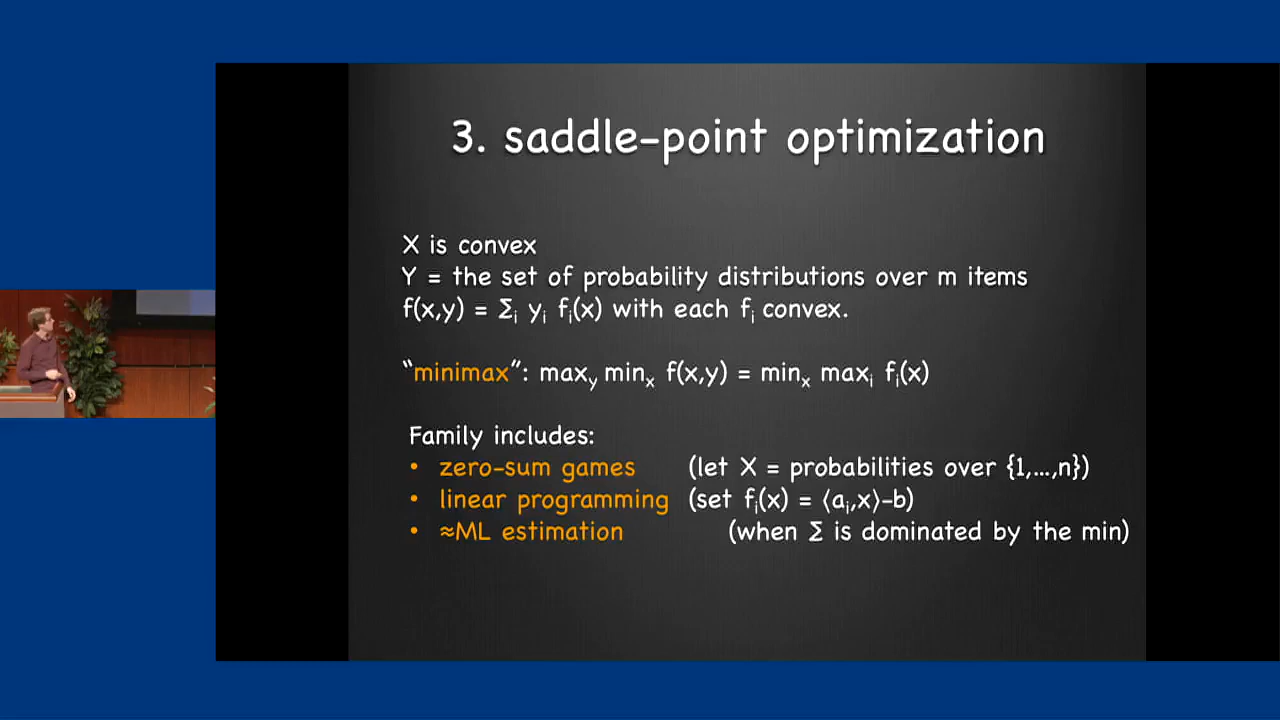 3. saddle-point optimization
X is convex
Y = the set of probability distributions over m items
f(x,y) = Σᵢ yᵢ fᵢ(x) with each fᵢ convex.
“minimax”: maxᵧ minₓ f(x,y) = minₓ maxᵢ fᵢ(x)
Family includes:
• zero-sum games (let X = probabilities over {1,…,n})
• linear programming (set fᵢ(x) = ⟨aᵢ,x⟩-b)
• ≈ML estimation (when Σ is dominated by the min)